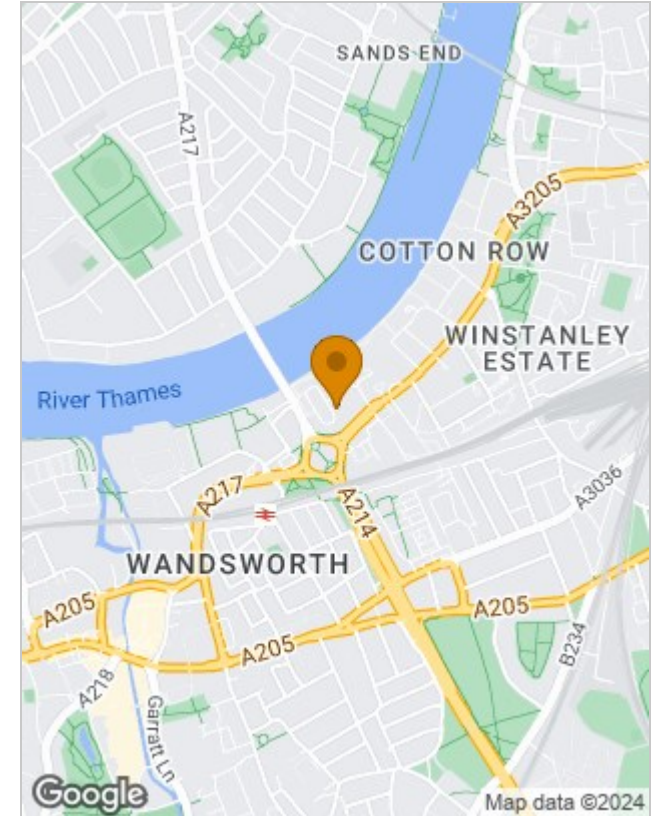 SANDS END
A217
A3205
COTTON ROW
WINSTANLEY
ESTATE
River Thames
A217
A214
A3036
WANDSWORTH
A205
A205
A205
B234
A218
Garratt Ln
Google
Map data ©2024